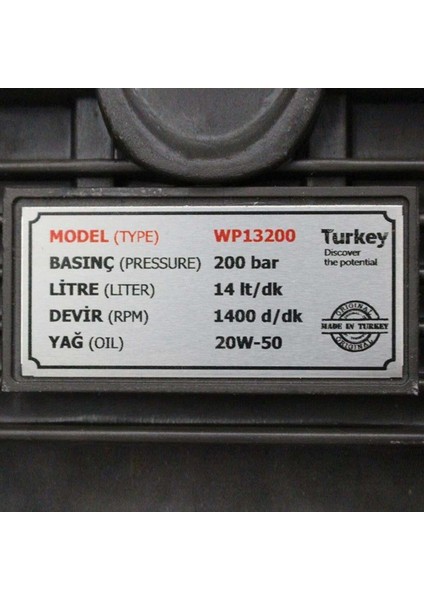 MODEL (TYPE) WP13200
BASINÇ (PRESSURE) 200 bar
LİTRE (LITER) 14 lt/dk
DEVİR (RPM) 1400 d/dk
YAĞ (OIL) 20W-50
Turkey
Discover
the potential
ORIGINAL
MADE IN TURKEY
ORIGINAL